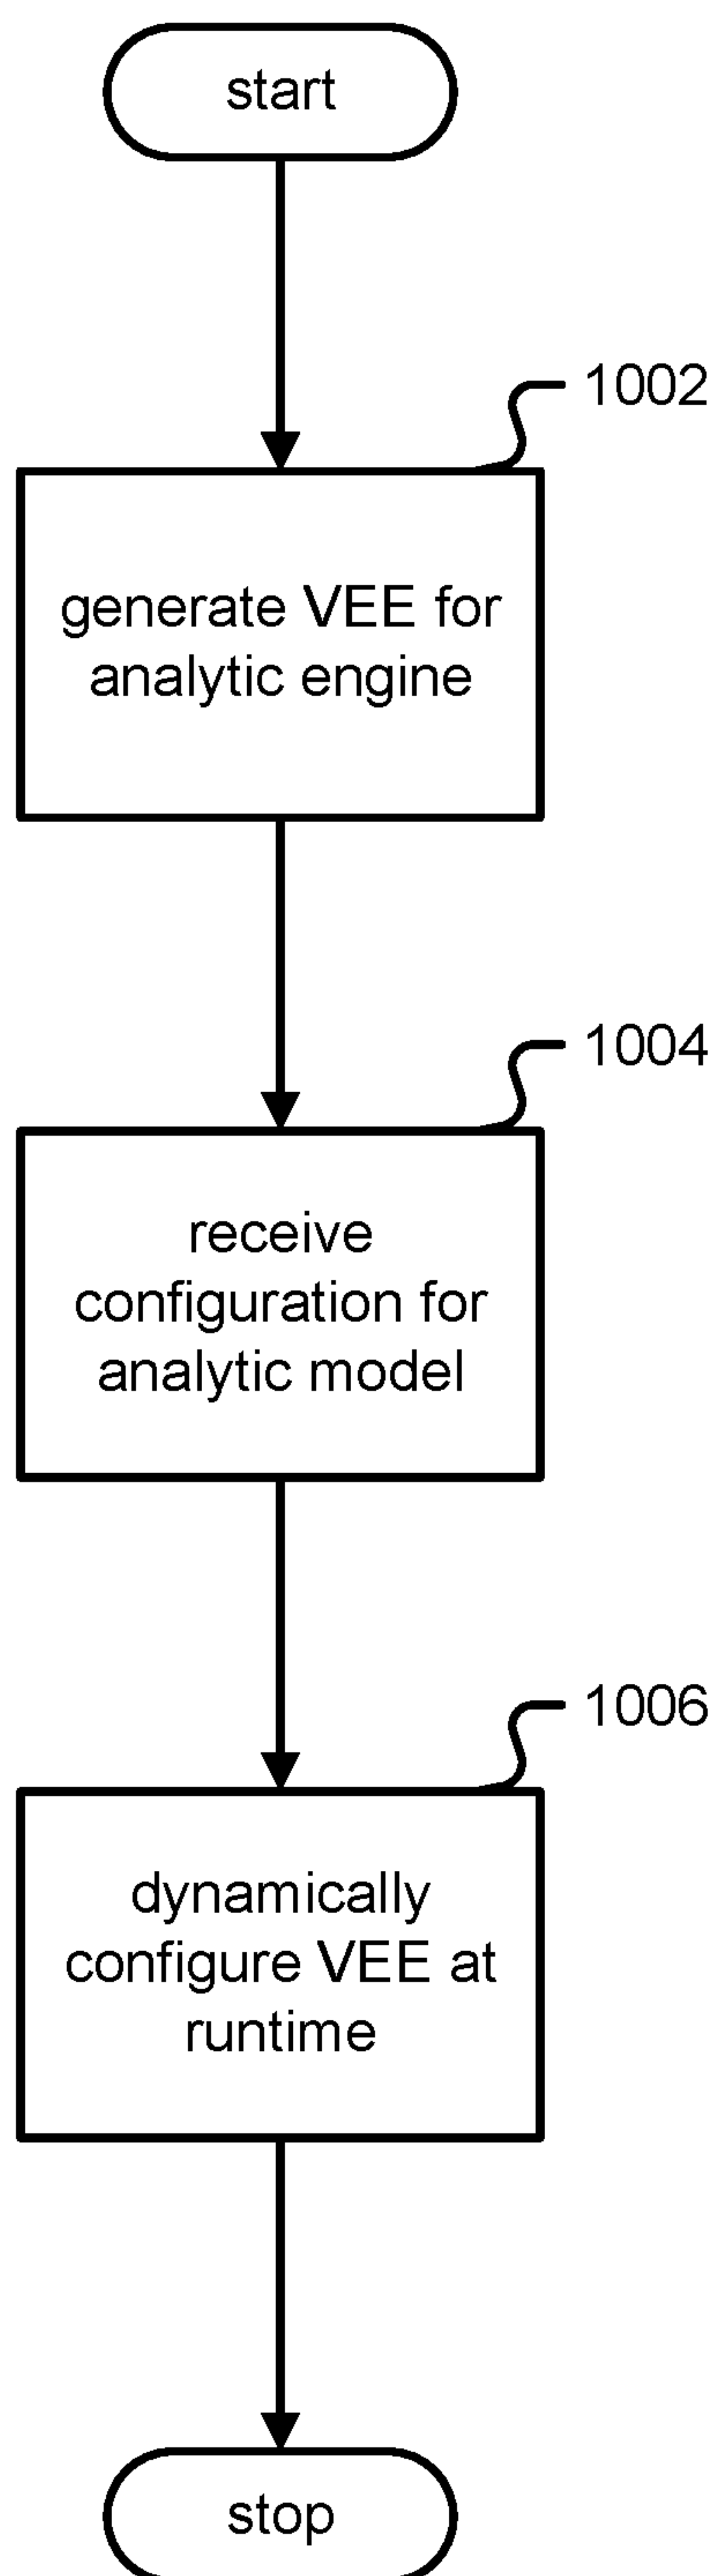 start
1002
generate VEE for
analytic engine
1004
receive
configuration for
analytic model
1006
dynamically
configure VEE at
runtime
stop